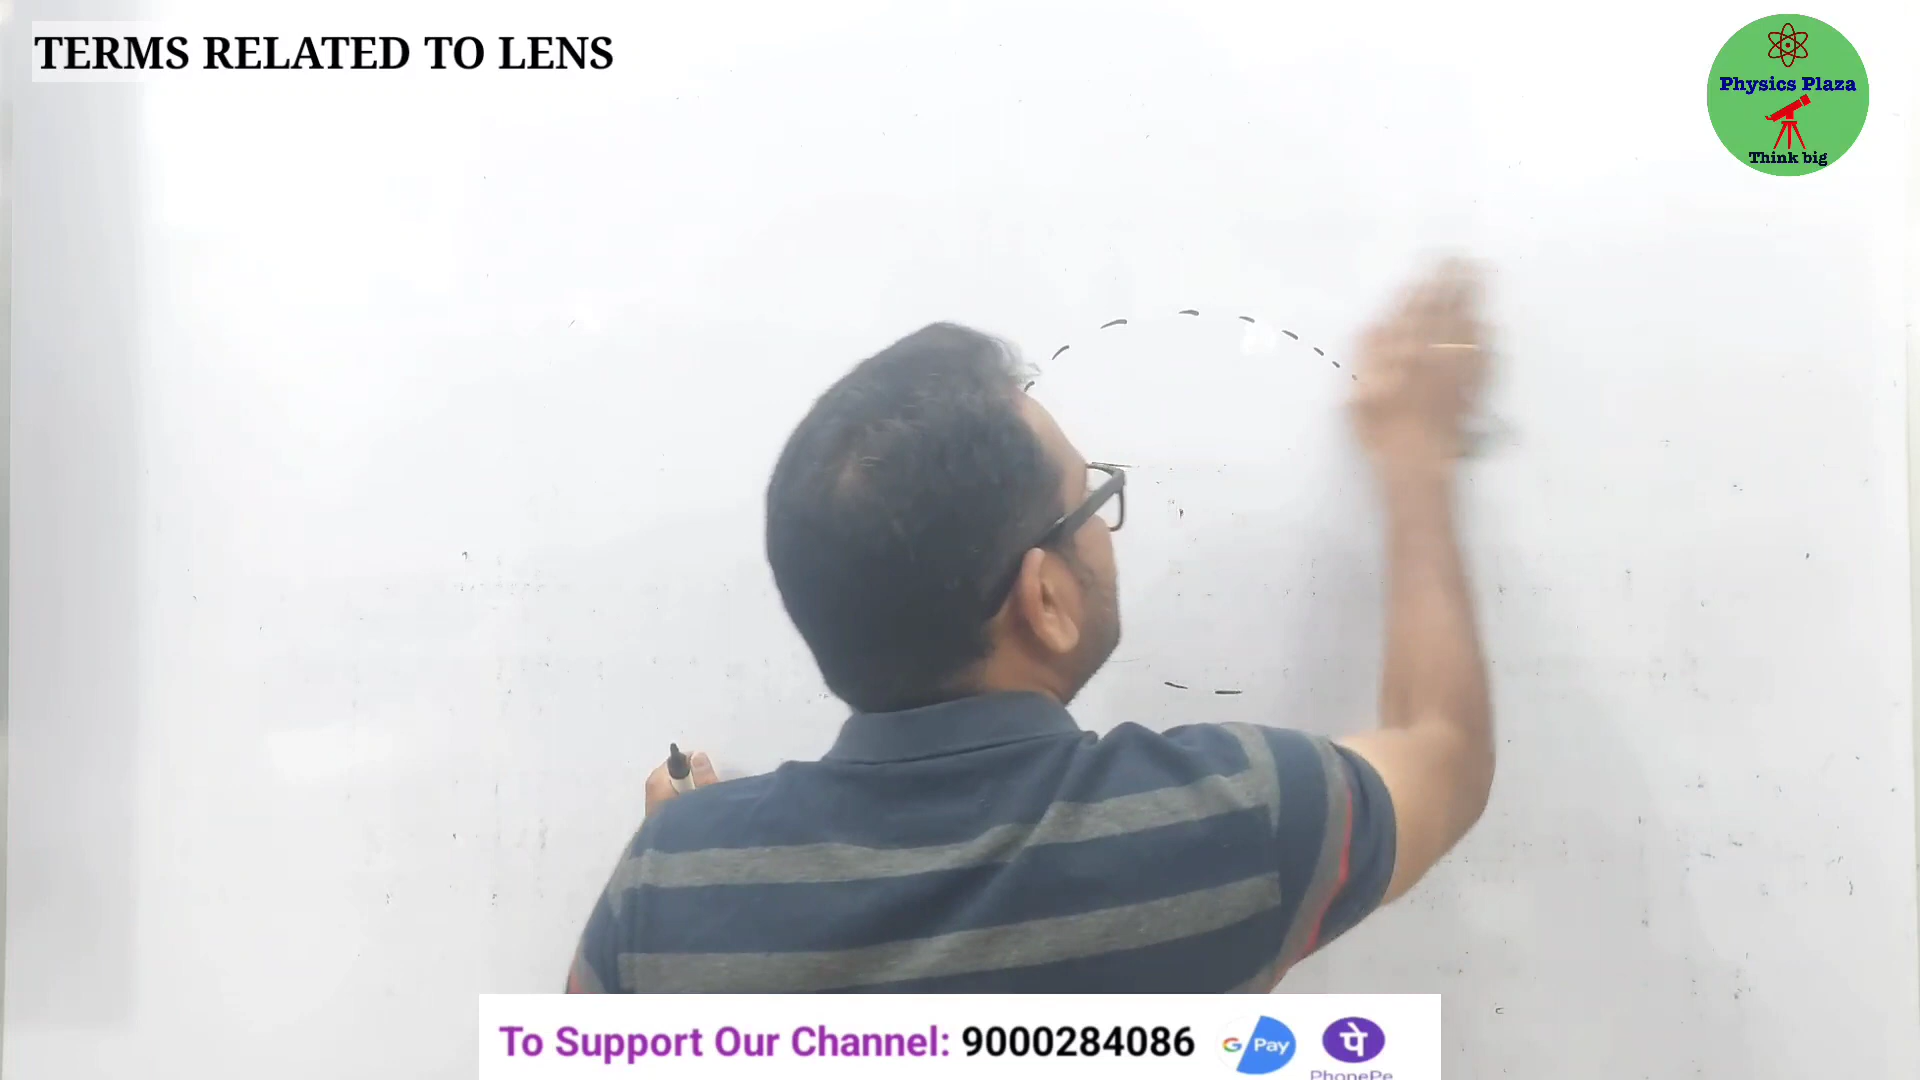 TERMS RELATED TO LENS
Physics Plaza
Think big
To Support Our Channel: 9000284086 G Pay पे
PhonePe